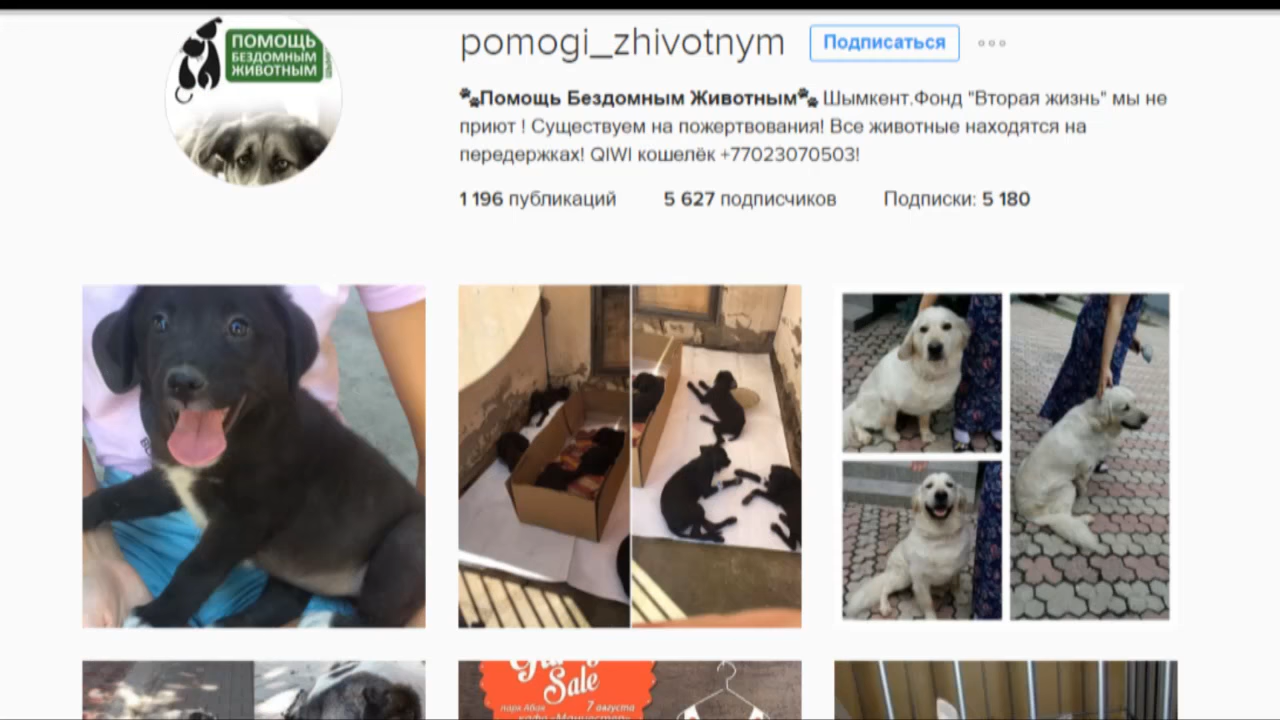 ПОМОЩЬ
БЕЗДОМНЫМ
ЖИВОТНЫМ
pomogi_zhivotnym
Подписаться
Помощь Бездомным Животным Шымкент.Фонд "Вторая жизнь" мы не
приют ! Существуем на пожертвования! Все животные находятся на
передержках! QIWI кошелёк +77023070503!
1 196 публикаций 5 627 подписчиков Подписки: 5 180
Sale
парк Абая 7 августа